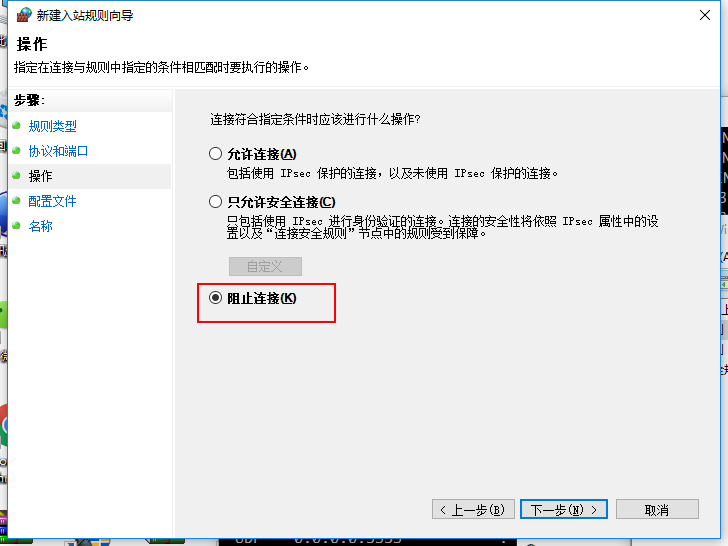 新建入站规则向导
操作
指定在连接与规则中指定的条件相匹配时要执行的操作。
步骤:
规则类型
协议和端口
操作
配置文件
名称
连接符合指定条件时应该进行什么操作?
允许连接(A)
包括使用 IPsec 保护的连接，以及未使用 IPsec 保护的连接。
只允许安全连接(C)
只包括使用 IPsec 进行身份验证的连接。连接的安全性将依照 IPsec 属性中的设
置以及“连接安全规则”节点中的规则受到保障。
自定义
阻止连接(K)
< 上一步(B)
下一步(N) >
取消